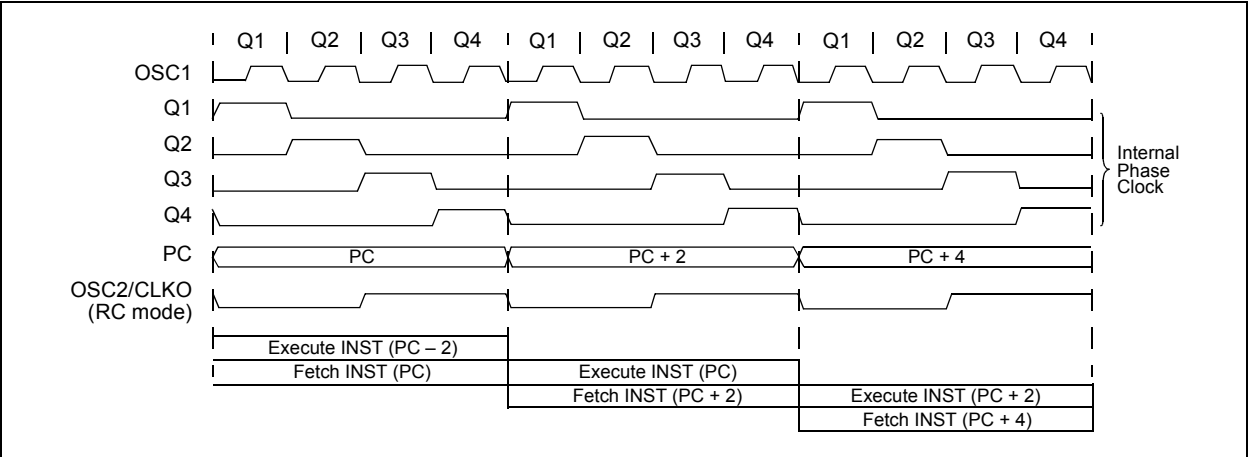 Q1 Q2 Q3 Q4 Q1 Q2 Q3 Q4 Q1 Q2 Q3 Q4
OSC1
Q1
Q2
Q3
Q4
Internal
Phase
Clock
PC
PC PC + 2 PC + 4
OSC2/CLKO
(RC mode)
Execute INST (PC – 2)
Fetch INST (PC) Execute INST (PC)
Fetch INST (PC + 2) Execute INST (PC + 2)
Fetch INST (PC + 4)